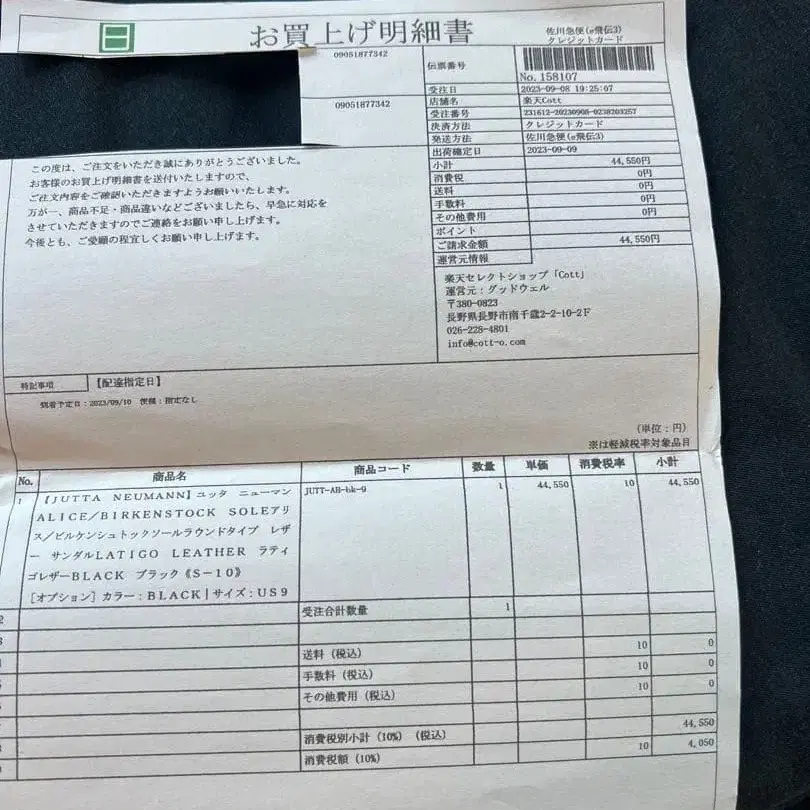 お買上げ明細書
佐川急便(e飛伝3)
クレジットカード
09051877342
09051877342
伝票番号
No.158107
受注日 2023-09-08 19:25:07
店舗名 楽天Cott
受注番号 231612-20230908-0238203257
決済方法 クレジットカード
発送方法 佐川急便(e飛伝3)
出荷確定日 2023-09-09
小計 44,550円
消費税 0円
送料 0円
手数料 0円
その他費用 0円
ポイント
ご請求金額 44,550円
運営元情報
楽天セレクトショップ「Cott」
運営元:グッドウェル
〒380-0823
長野県長野市南千歳2-2-10-2F
026-228-4801
info@cott-o.com
この度は、ご注文をいただき誠にありがとうございました。
お客様のお買上げ明細書を送付いたしますので、
ご注文内容をご確認いただきますようお願いいたします。
万が一、商品不足・商品違いなどございましたら、早急に対応を
させていただきますのでご連絡をお願い申し上げます。
今後とも、ご愛顧の程宜しくお願い申し上げます。
特記事項 【配達指定日】
到着予定日:2023/09/10 便種:指定なし
(単位:円)
※は軽減税率対象品目
No. 商品名 商品コード 数量 単価 消費税率 小計
1 【JUTTA NEUMANN】ユッタ ニューマン JUTT-AB-bk-9 1 44,550 10 44,550
ALICE/BIRKENSTOCK SOLEアリ
ス/ビルケンシュトックソールラウンドタイプ レザ
ー サンダルLATIGO LEATHER ラティ
ゴレザーBLACK ブラック《S-10》
[オプション]カラー:BLACK|サイズ:US9
2 受注合計数量 1
3
送料(税込) 10 0
手数料(税込) 10 0
その他費用(税込) 10 0
消費税別小計(10%)(税込) 44,550
消費税額(10%) 10 4,050